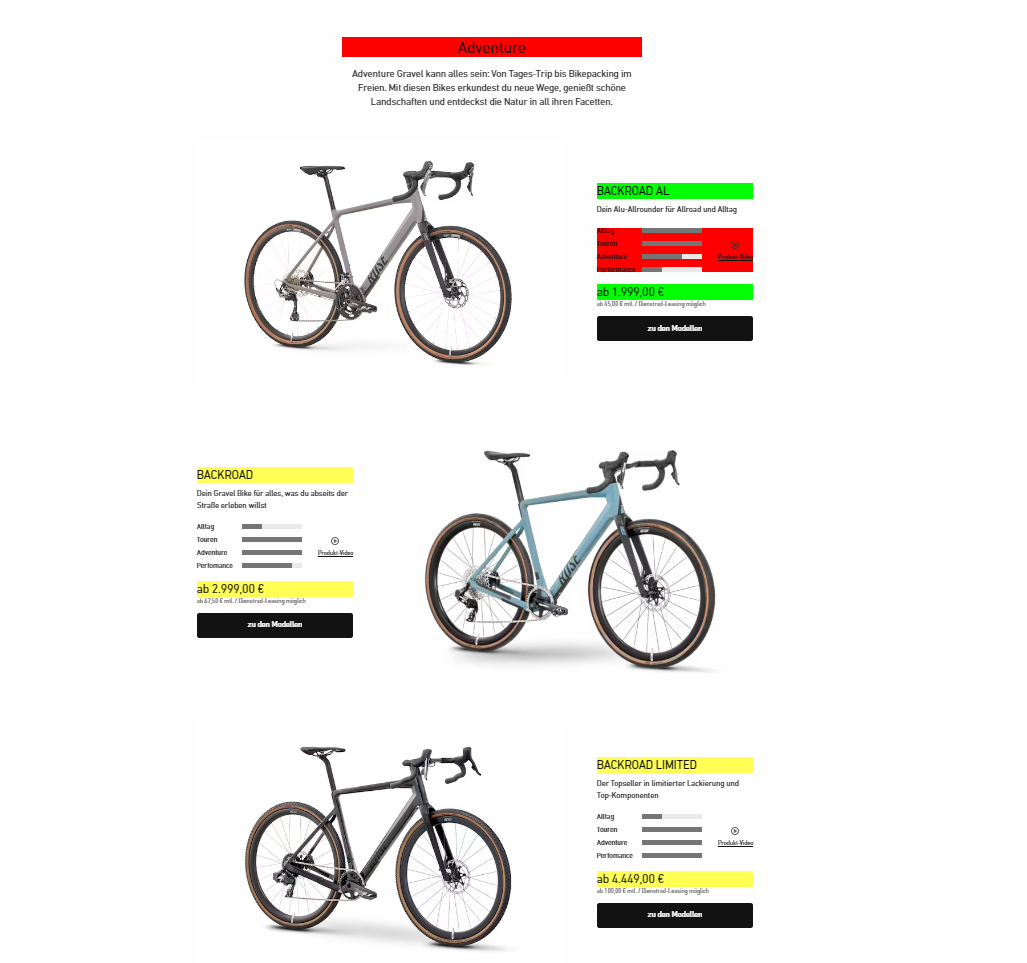 Adventure
Adventure Gravel kann alles sein: Von Tages-Trip bis Bikepacking im
Freien. Mit diesen Bikes erkundest du neue Wege, genießt schöne
Landschaften und entdeckst die Natur in all ihren Facetten.
ROSE
BACKROAD AL
Dein Alu-Allrounder für Allroad und Alltag
Alltag
Touren
Adventure
Produkt-Video
Perfomance
ab 1.999,00 €
ab 45,00 € mtl. / Dienstrad-Leasing möglich
zu den Modellen
BACKROAD
Dein Gravel Bike für alles, was du abseits der
Straße erleben willst
Alltag
Touren
Adventure
Produkt-Video
Perfomance
ab 2.999,00 €
ab 67,50 € mtl. / Dienstrad-Leasing möglich
zu den Modellen
ROSE
BACKROAD LIMITED
Der Topseller in limitierter Lackierung und
Top-Komponenten
Alltag
Touren
Adventure
Produkt-Video
Perfomance
ab 4.449,00 €
ab 100,00 € mtl. / Dienstrad-Leasing möglich
zu den Modellen